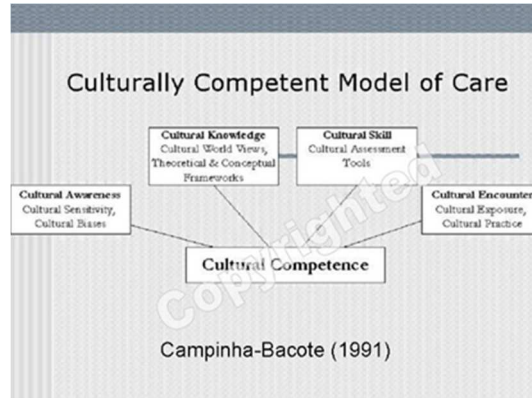 Culturally Competent Model of Care
Cultural Knowledge
Cultural World Views,
Theoretical & Conceptual
Frameworks
Cultural Skill
Cultural Assessment
Tools
Cultural Awareness
Cultural Sensitivity,
Cultural Biases
Cultural Encounter
Cultural Exposure,
Cultural Practice
Cultural Competence
Copyrighted
Campinha-Bacote (1991)